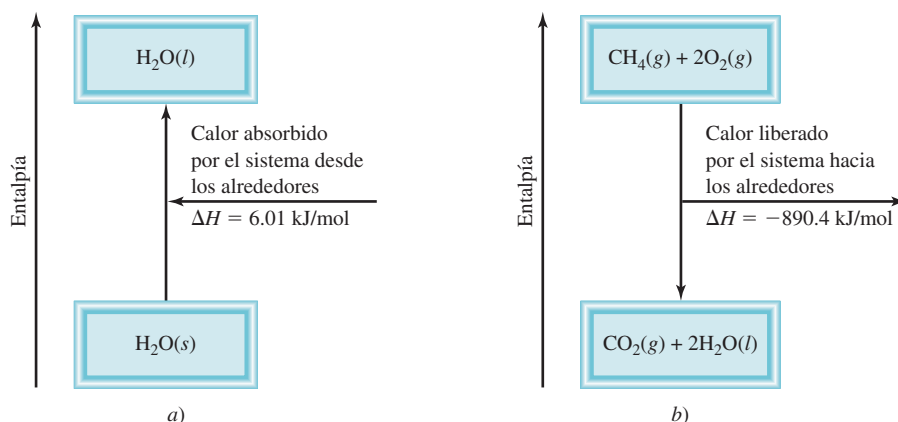 Entalpía
H₂O(l)
Calor absorbido
por el sistema desde
los alrededores
ΔH = 6.01 kJ/mol
H₂O(s)
a)
Entalpía
CH₄(g) + 2O₂(g)
Calor liberado
por el sistema hacia
los alrededores
ΔH = −890.4 kJ/mol
CO₂(g) + 2H₂O(l)
b)